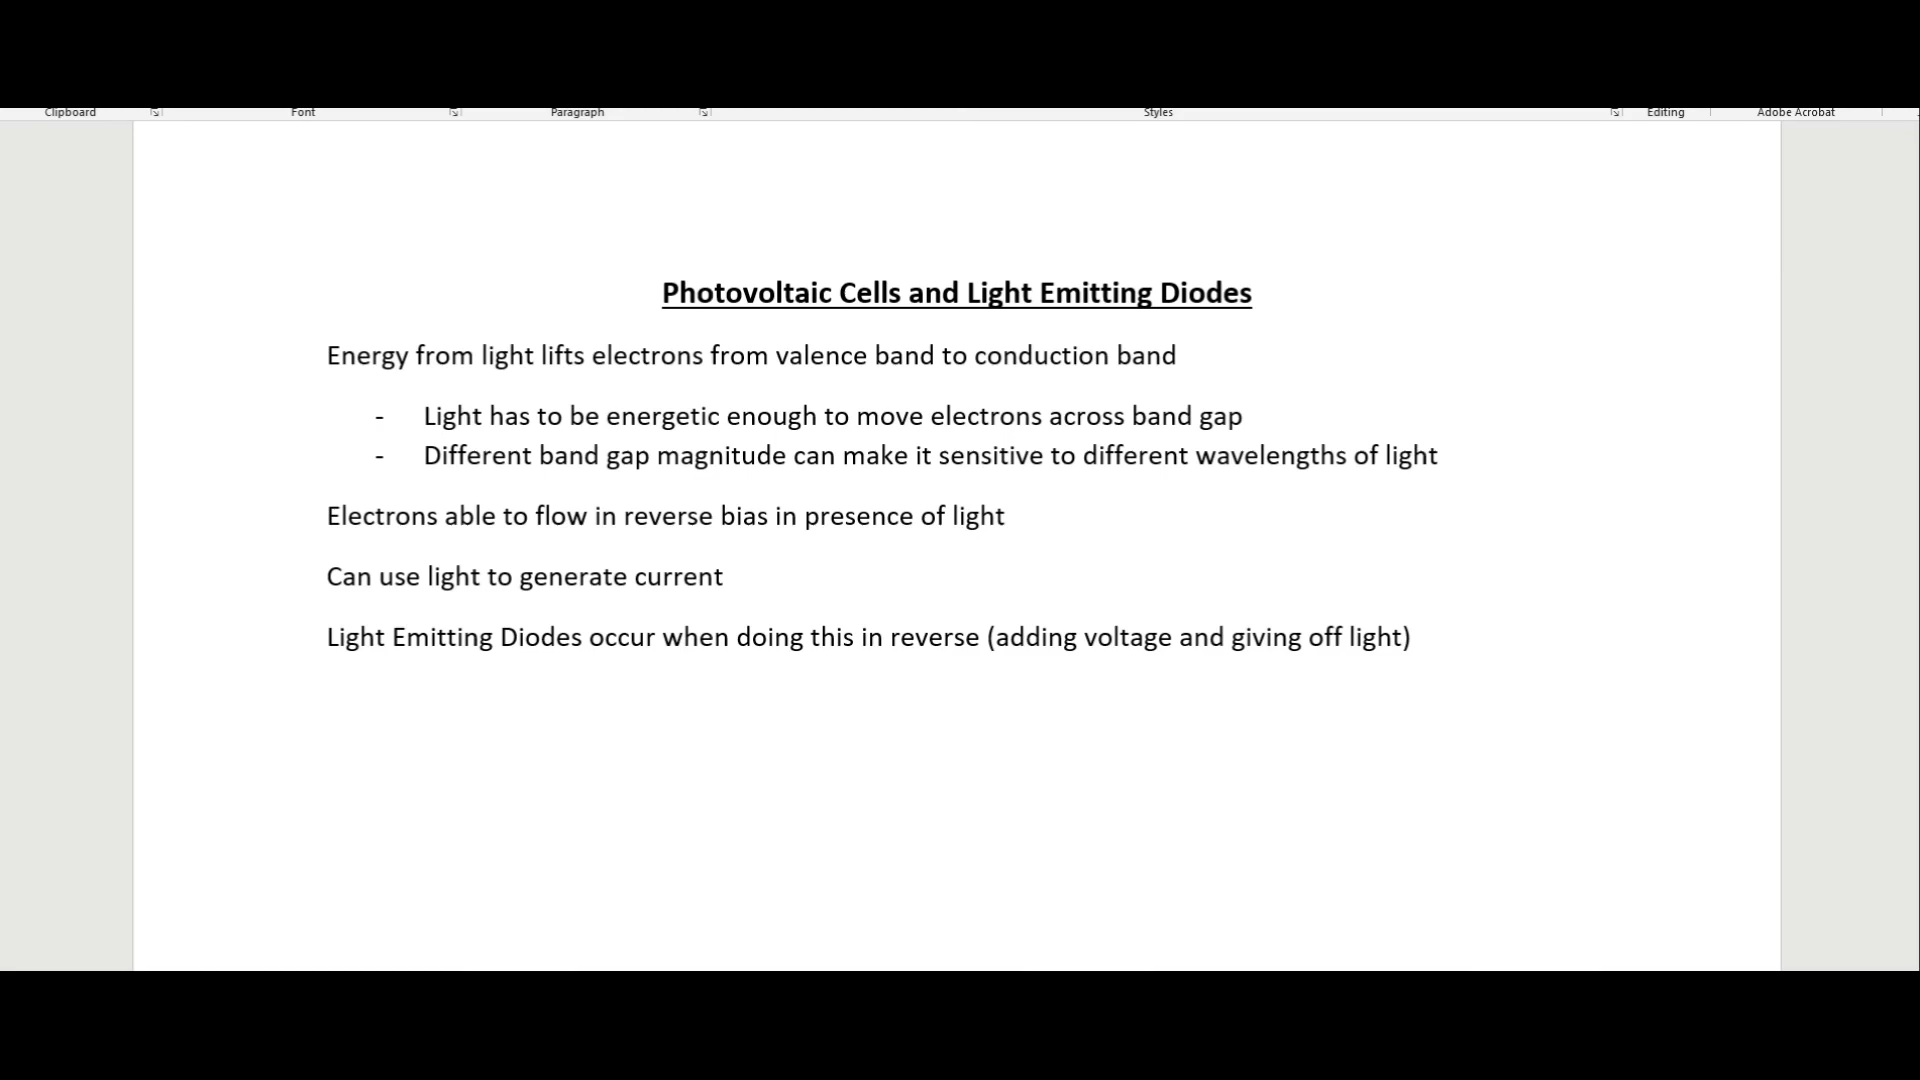 Clipboard Font Paragraph Styles Editing Adobe Acrobat
Photovoltaic Cells and Light Emitting Diodes
Energy from light lifts electrons from valence band to conduction band
- Light has to be energetic enough to move electrons across band gap
- Different band gap magnitude can make it sensitive to different wavelengths of light
Electrons able to flow in reverse bias in presence of light
Can use light to generate current
Light Emitting Diodes occur when doing this in reverse (adding voltage and giving off light)